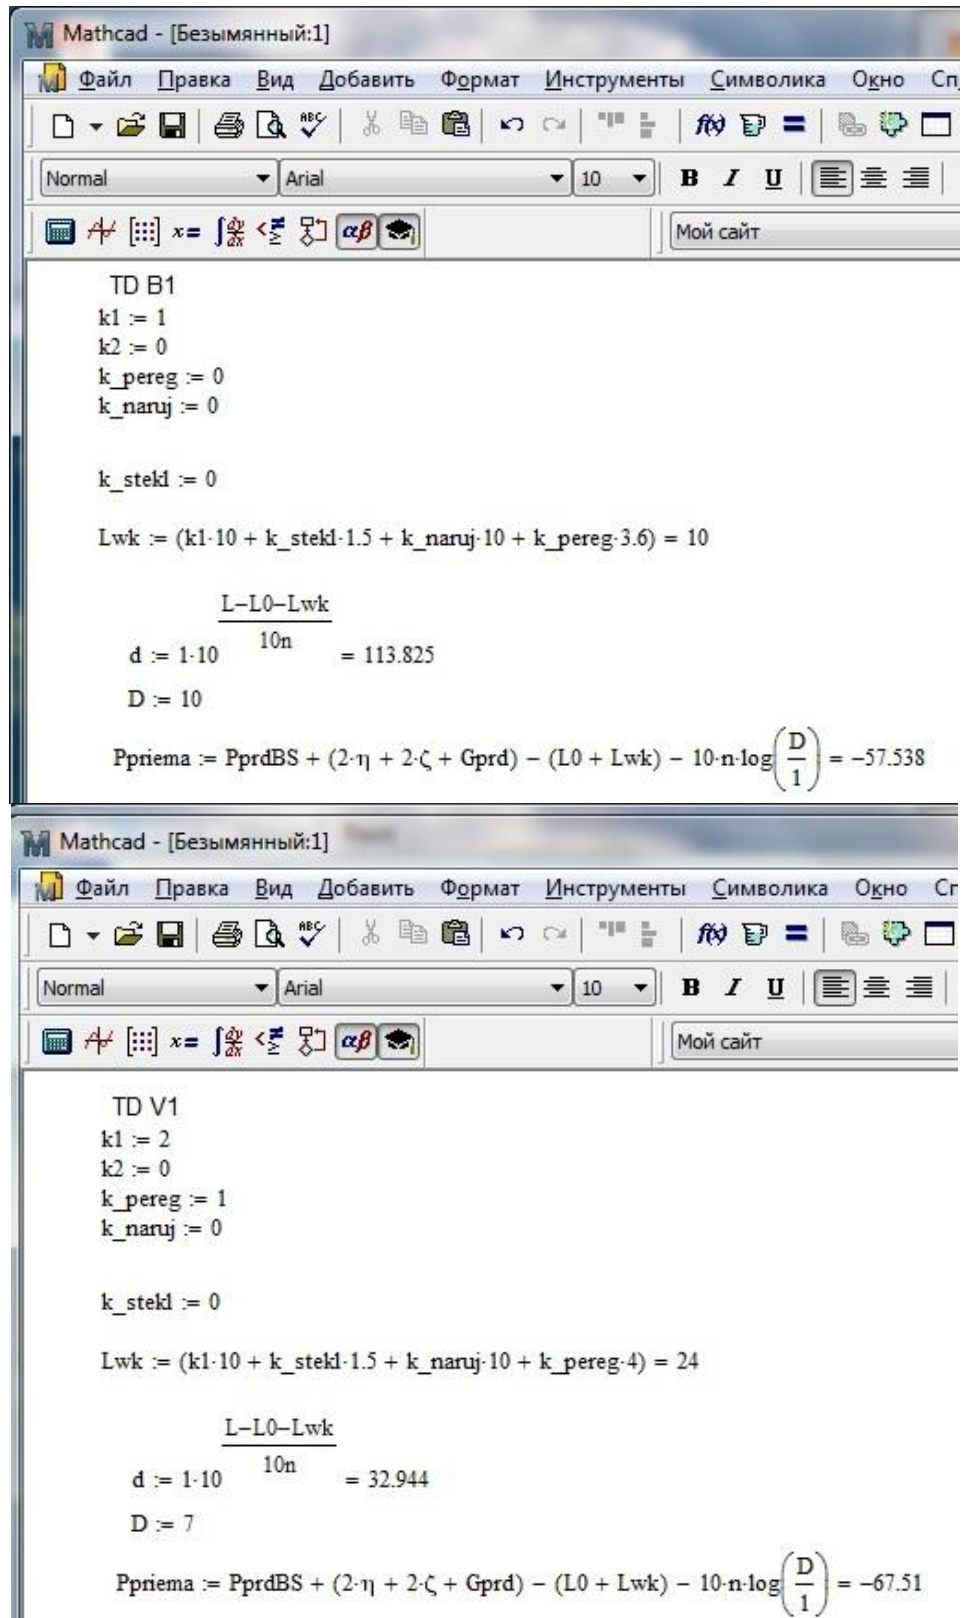 Mathcad - [Безымянный:1]
Файл Правка Вид Добавить Формат Инструменты Символика Окно Сп
ABC f(x) =
Normal Arial 10 B I U
x= αβ Мой сайт
TD B1
k1 := 1
k2 := 0
k_pereg := 0
k_naruj := 0
k_stekl := 0
Lwk := (k1·10 + k_stekl·1.5 + k_naruj·10 + k_pereg·3.6) = 10
L−L0−Lwk
10n
d := 1·10 = 113.825
D := 10
Ppriema := PprdBS + (2·η + 2·ζ + Gprd) − (L0 + Lwk) − 10·n·log(D/1) = −57.538
Mathcad - [Безымянный:1]
Файл Правка Вид Добавить Формат Инструменты Символика Окно Сп
ABC f(x) =
Normal Arial 10 B I U
x= αβ Мой сайт
TD V1
k1 := 2
k2 := 0
k_pereg := 1
k_naruj := 0
k_stekl := 0
Lwk := (k1·10 + k_stekl·1.5 + k_naruj·10 + k_pereg·4) = 24
L−L0−Lwk
10n
d := 1·10 = 32.944
D := 7
Ppriema := PprdBS + (2·η + 2·ζ + Gprd) − (L0 + Lwk) − 10·n·log(D/1) = −67.51